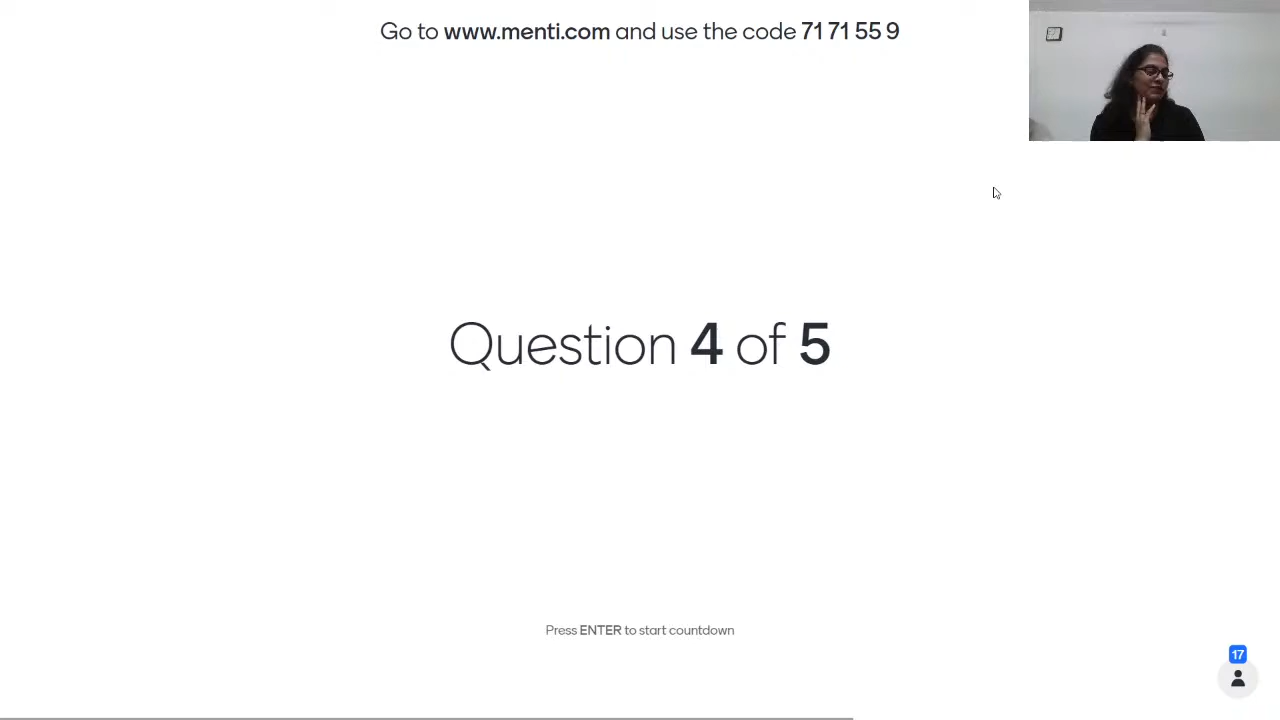 Go to www.menti.com and use the code 71 71 55 9
Question 4 of 5
Press ENTER to start countdown
17